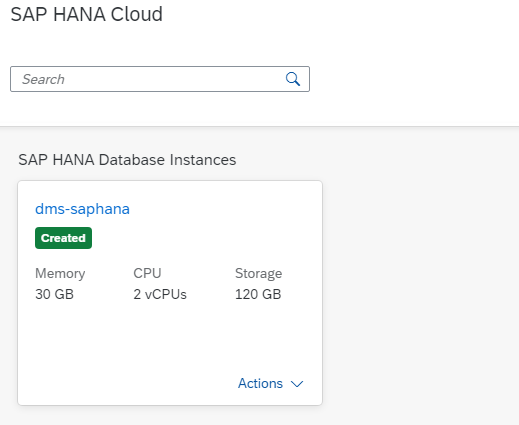 SAP HANA Cloud
Search
SAP HANA Database Instances
dms-saphana
Created
Memory CPU Storage
30 GB 2 vCPUs 120 GB
Actions